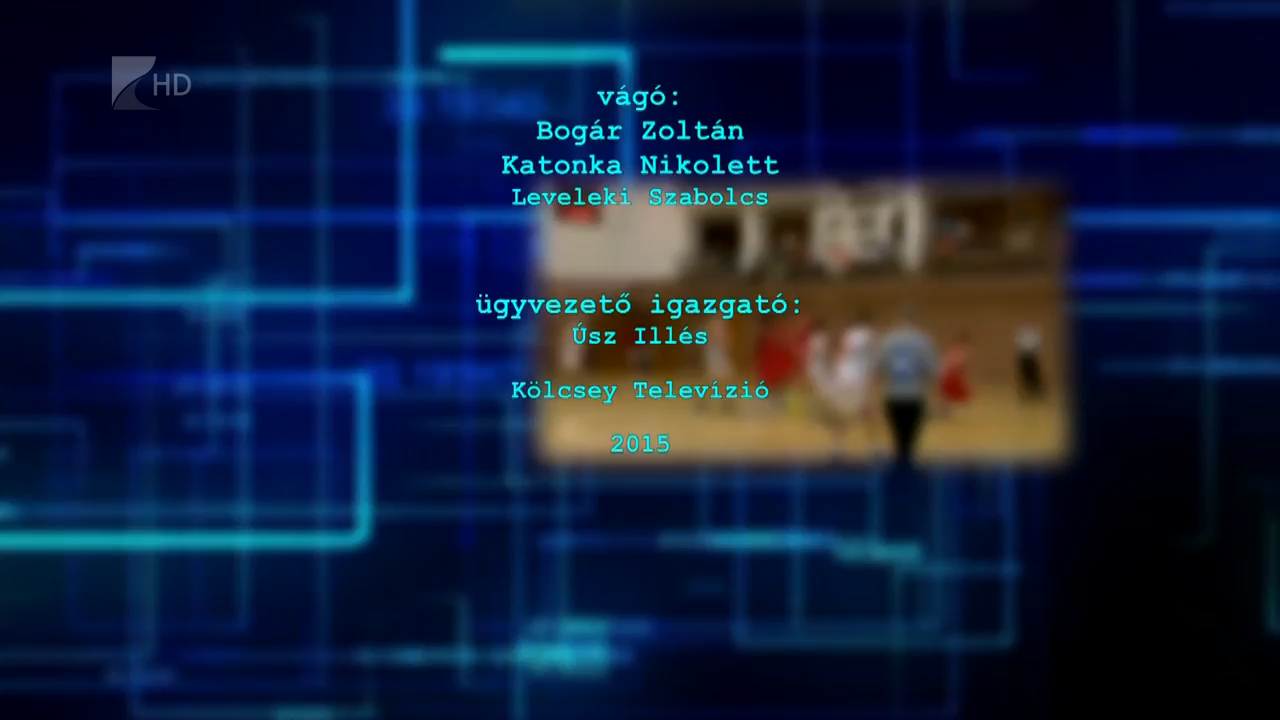 HD
vágó:
Bogár Zoltán
Katonka Nikolett
Leveleki Szabolcs
ügyvezető igazgató:
Úsz Illés
Kölcsey Televízió
2015